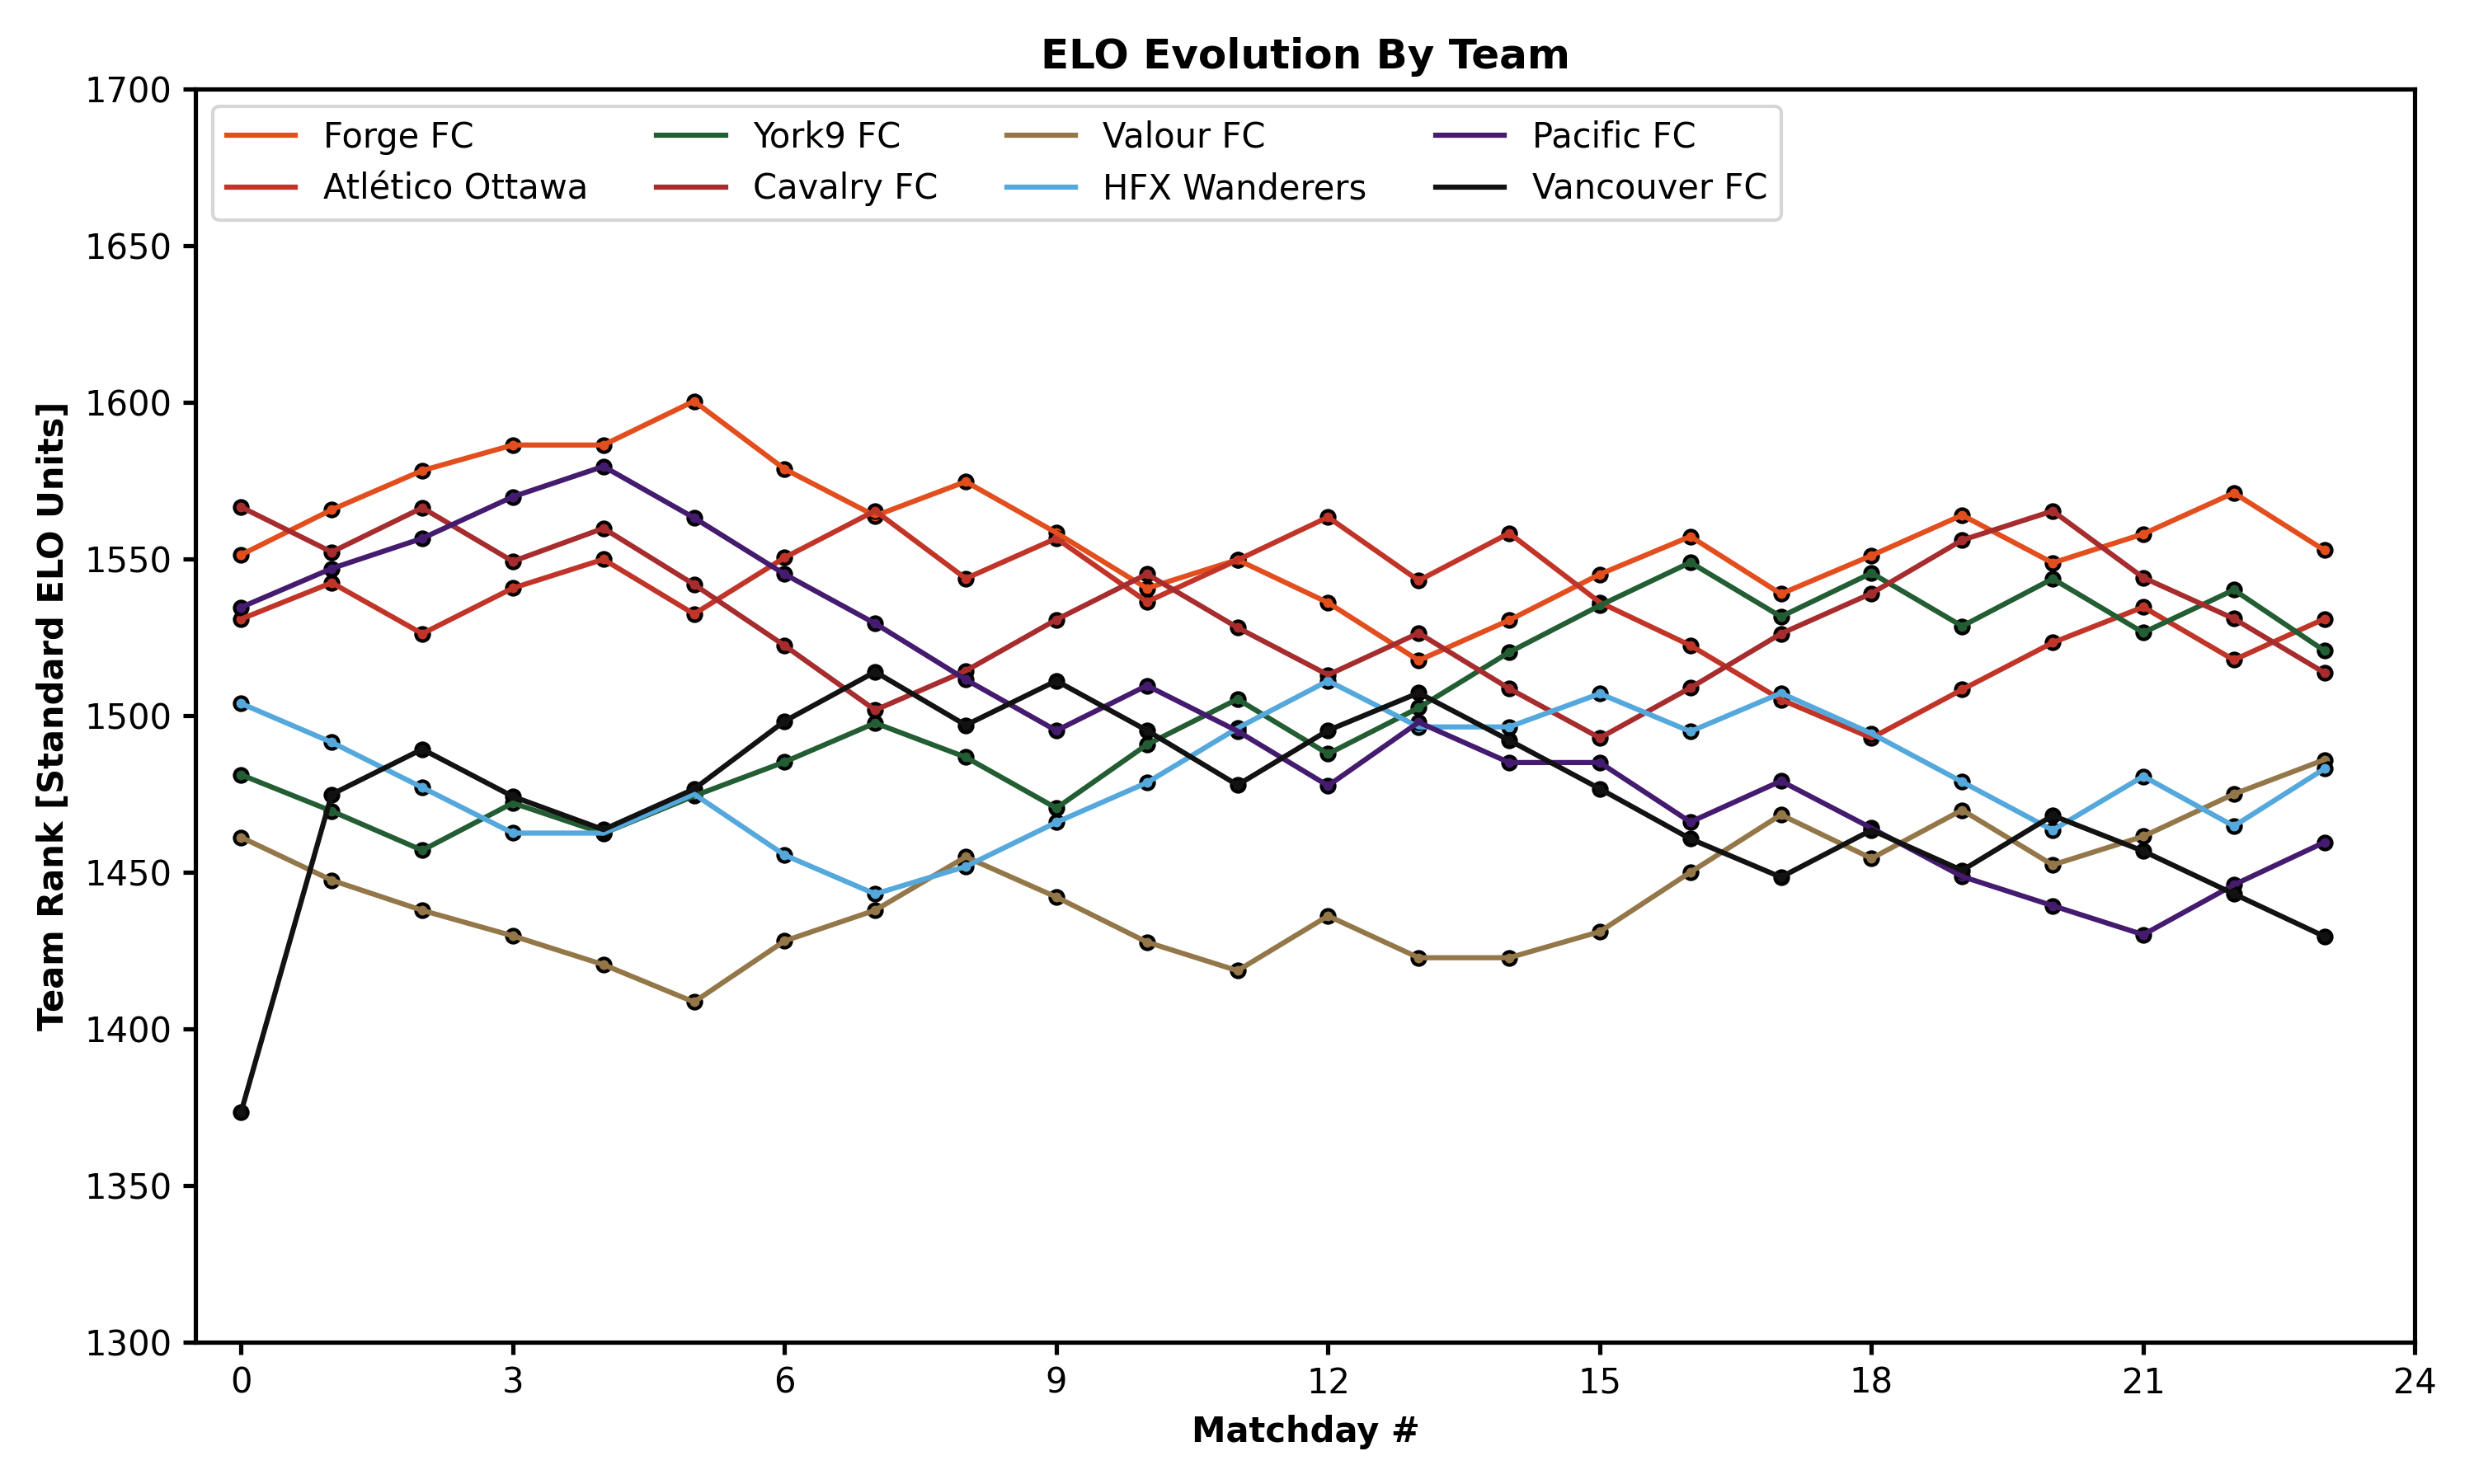 ELO Evolution By Team
1700
1650
1600
1550
1500
1450
1400
1350
1300
Team Rank [Standard ELO Units]
Forge FC
Atlético Ottawa
York9 FC
Cavalry FC
Valour FC
HFX Wanderers
Pacific FC
Vancouver FC
0 3 6 9 12 15 18 21 24
Matchday #